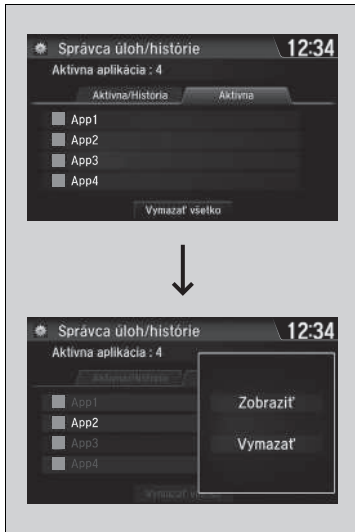 Správca úloh/histórie 12:34
Aktívna aplikácia : 4
Aktívna/História Aktívna
App1
App2
App3
App4
Vymazať všetko
Správca úloh/histórie 12:34
Aktívna aplikácia : 4
Aktívna/História
App1
Zobraziť
App2
Vymazať
App3
App4
Vymazať všetko